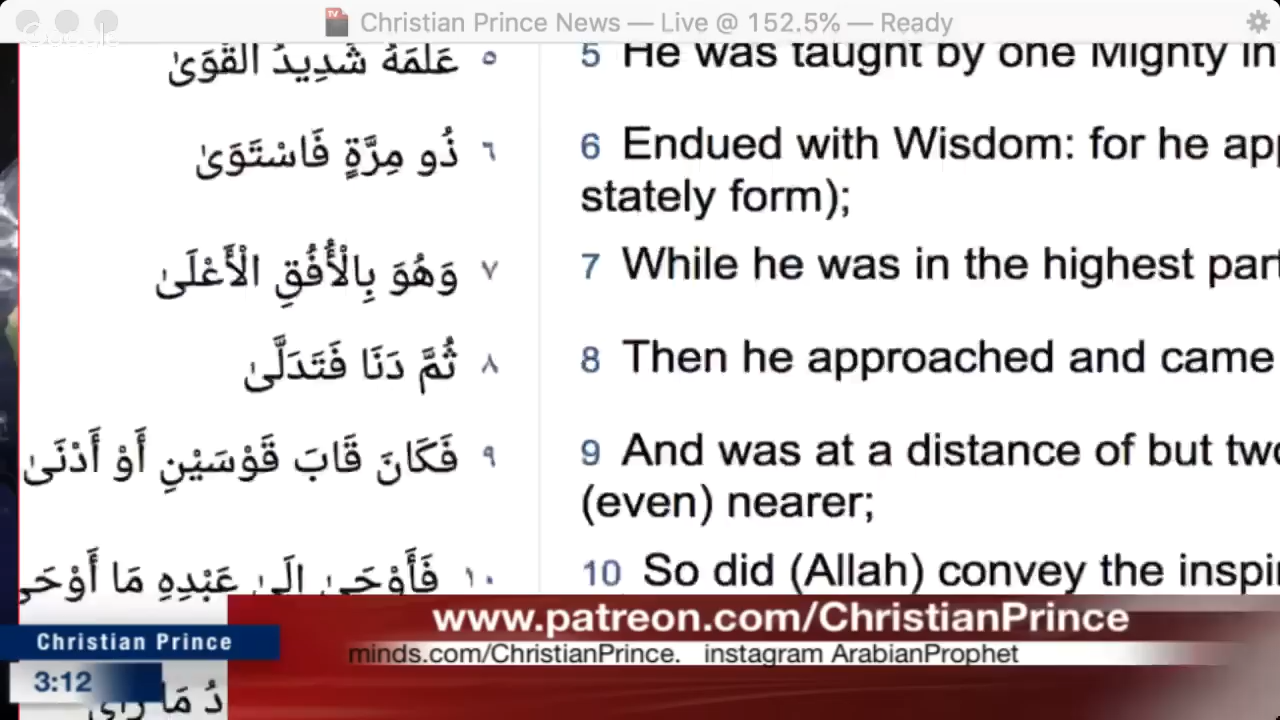 Christian Prince News — Live @ 152.5% — Ready
Google
عَلَّمَهُ شَدِيدُ الْقُوَىٰ ٥
5 He was taught by one Mighty in
ذُو مِرَّةٍ فَاسْتَوَىٰ ٦
6 Endued with Wisdom: for he app
stately form);
وَهُوَ بِالْأُفُقِ الْأَعْلَىٰ ٧
7 While he was in the highest part
ثُمَّ دَنَا فَتَدَلَّىٰ ٨
8 Then he approached and came
فَكَانَ قَابَ قَوْسَيْنِ أَوْ أَدْنَىٰ ٩
9 And was at a distance of but two
(even) nearer;
فَأَوْحَىٰ إِلَىٰ عَبْدِهِ مَا أَوْحَىٰ ١٠
10 So did (Allah) convey the inspir
www.patreon.com/ChristianPrince
Christian Prince
minds.com/ChristianPrince. instagram ArabianProphet
3:12